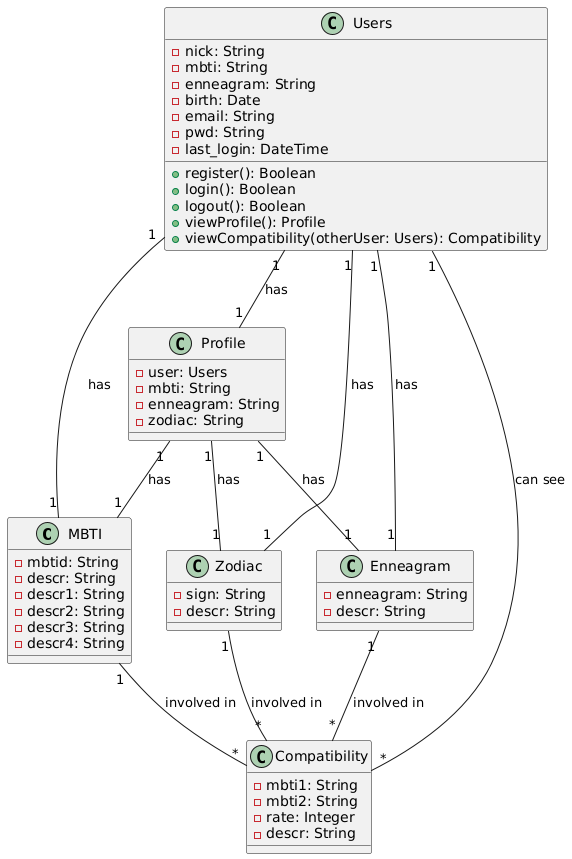 C Users
nick: String
mbti: String
enneagram: String
birth: Date
email: String
pwd: String
last_login: DateTime
register(): Boolean
login(): Boolean
logout(): Boolean
viewProfile(): Profile
viewCompatibility(otherUser: Users): Compatibility
1
1
1
1
1
has
1
C Profile
user: Users
mbti: String
enneagram: String
zodiac: String
has
has
has
1
1
1
has
has
has
can see
1
1
1
1
1
1
C MBTI
mbtid: String
descr: String
descr1: String
descr2: String
descr3: String
descr4: String
C Zodiac
sign: String
descr: String
C Enneagram
enneagram: String
descr: String
1
1
1
involved in
involved in
involved in
*
*
*
*
C Compatibility
mbti1: String
mbti2: String
rate: Integer
descr: String